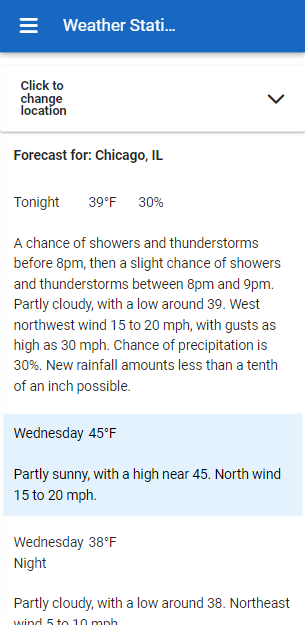 Weather Stati...
Click to
change
location
Forecast for: Chicago, IL
Tonight 39°F 30%
A chance of showers and thunderstorms
before 8pm, then a slight chance of showers
and thunderstorms between 8pm and 9pm.
Partly cloudy, with a low around 39. West
northwest wind 15 to 20 mph, with gusts as
high as 30 mph. Chance of precipitation is
30%. New rainfall amounts less than a tenth
of an inch possible.
Wednesday 45°F
Partly sunny, with a high near 45. North wind
15 to 20 mph.
Wednesday 38°F
Night
Partly cloudy, with a low around 38. Northeast
wind 5 to 10 mph